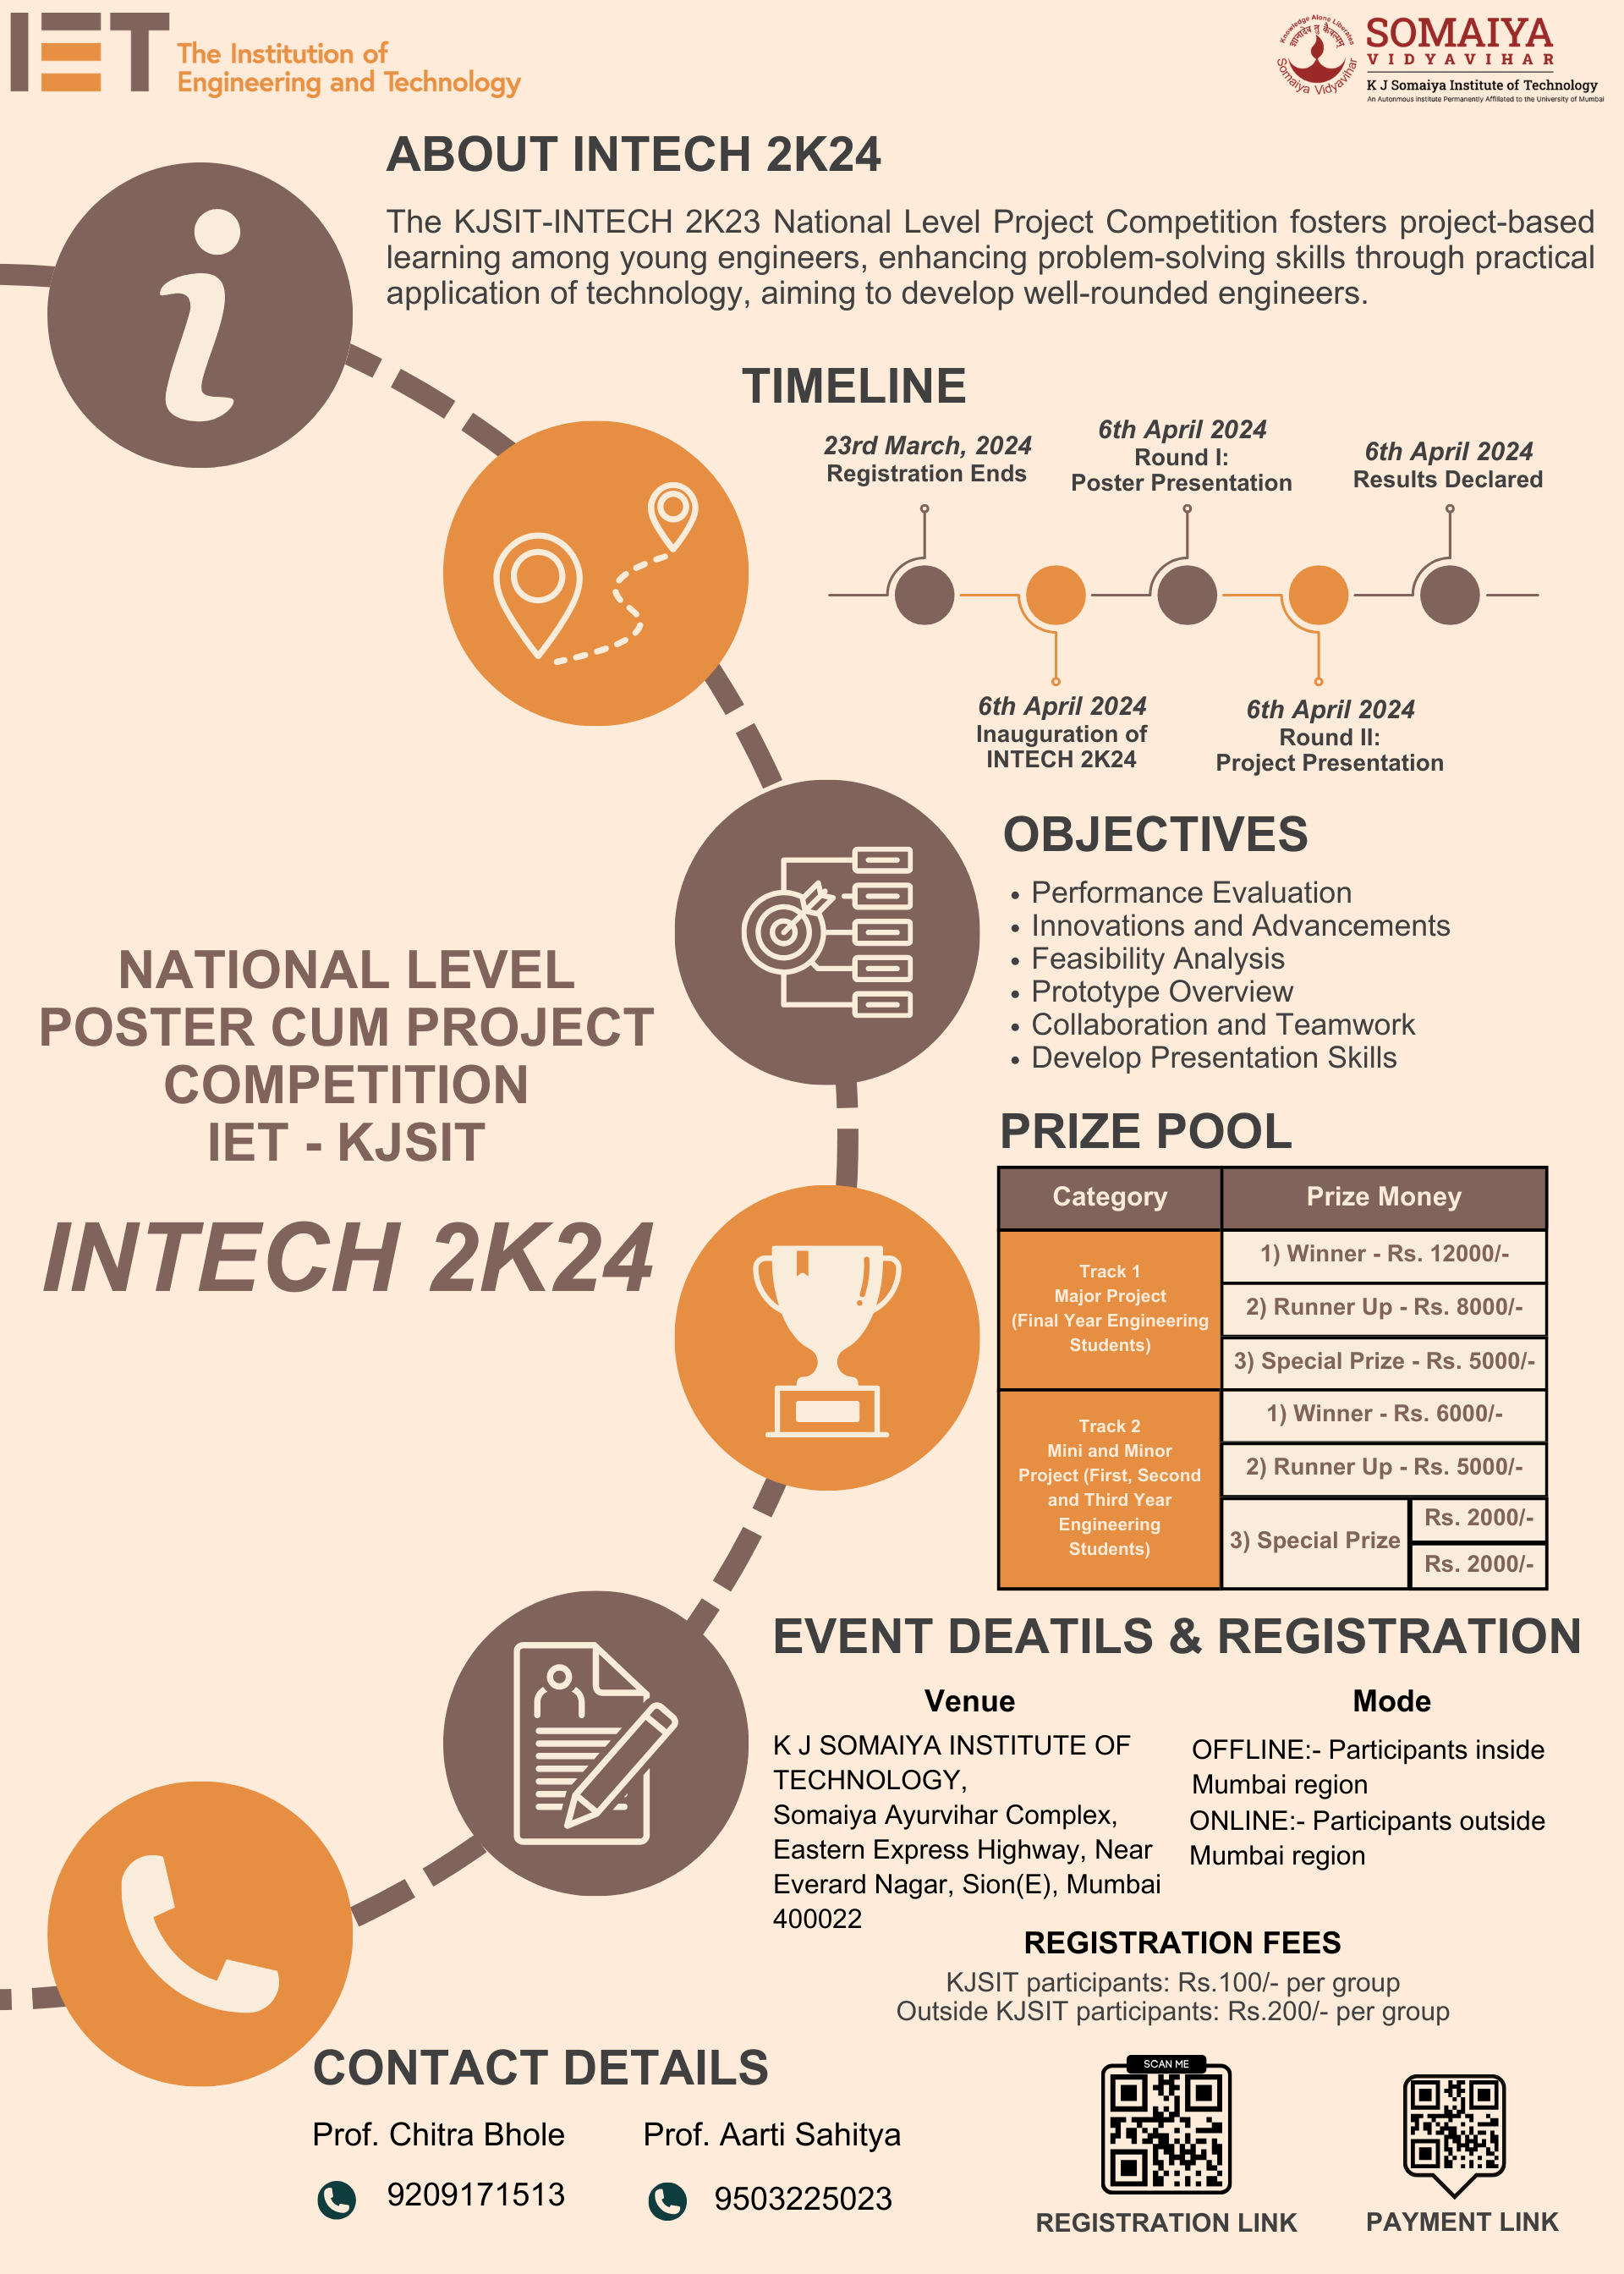 IET
The Institution of
Engineering and Technology
Knowledge Alone Liberates
ज्ञानादेव तु कैवल्यम्
Somaiya Vidyavihar
SOMAIYA
VIDYAVIHAR
K J Somaiya Institute of Technology
An Autonmous Institute Permanently Affiliated to the University of Mumbai
ABOUT INTECH 2K24
The KJSIT-INTECH 2K23 National Level Project Competition fosters project-based
learning among young engineers, enhancing problem-solving skills through practical
application of technology, aiming to develop well-rounded engineers.
TIMELINE
23rd March, 2024
Registration Ends
6th April 2024
Round I:
Poster Presentation
6th April 2024
Results Declared
6th April 2024
Inauguration of
INTECH 2K24
6th April 2024
Round II:
Project Presentation
OBJECTIVES
• Performance Evaluation
• Innovations and Advancements
• Feasibility Analysis
• Prototype Overview
• Collaboration and Teamwork
• Develop Presentation Skills
NATIONAL LEVEL
POSTER CUM PROJECT
COMPETITION
IET - KJSIT
INTECH 2K24
PRIZE POOL
Category
Prize Money
Track 1
Major Project
(Final Year Engineering
Students)
1) Winner - Rs. 12000/-
2) Runner Up - Rs. 8000/-
3) Special Prize - Rs. 5000/-
Track 2
Mini and Minor
Project (First, Second
and Third Year
Engineering
Students)
1) Winner - Rs. 6000/-
2) Runner Up - Rs. 5000/-
3) Special Prize
Rs. 2000/-
Rs. 2000/-
EVENT DEATILS & REGISTRATION
Venue
K J SOMAIYA INSTITUTE OF
TECHNOLOGY,
Somaiya Ayurvihar Complex,
Eastern Express Highway, Near
Everard Nagar, Sion(E), Mumbai
400022
Mode
OFFLINE:- Participants inside
Mumbai region
ONLINE:- Participants outside
Mumbai region
REGISTRATION FEES
KJSIT participants: Rs.100/- per group
Outside KJSIT participants: Rs.200/- per group
CONTACT DETAILS
Prof. Chitra Bhole
9209171513
Prof. Aarti Sahitya
9503225023
SCAN ME
REGISTRATION LINK
PAYMENT LINK